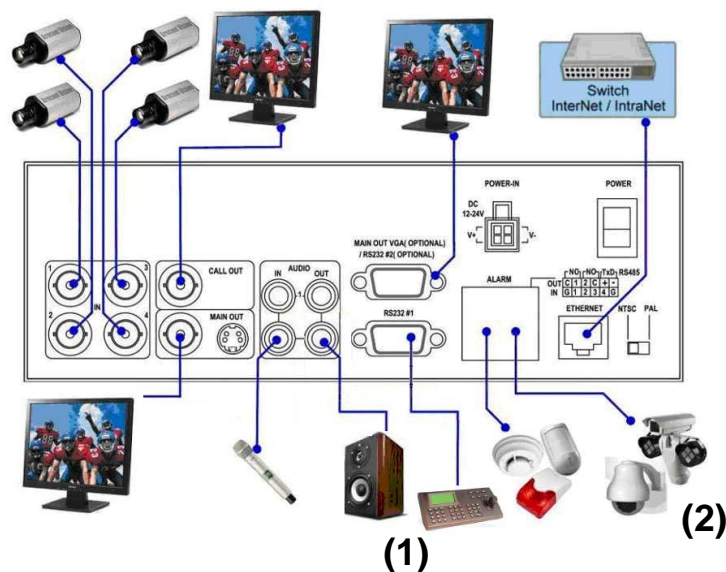 Switch
InterNet / IntraNet
POWER-IN
POWER
DC
12-24V
V+
V-
MAIN OUT VGA( OPTIONAL)
/ RS232 #2( OPTIONAL)
1
3
CALL OUT
AUDIO
IN
OUT
1
ALARM
NO NO TxD RS485
OUT C 1 2 C + -
IN G 1 2 3 4 G
IN
2
4
MAIN OUT
RS232 #1
ETHERNET
NTSC
PAL
(1)
(2)